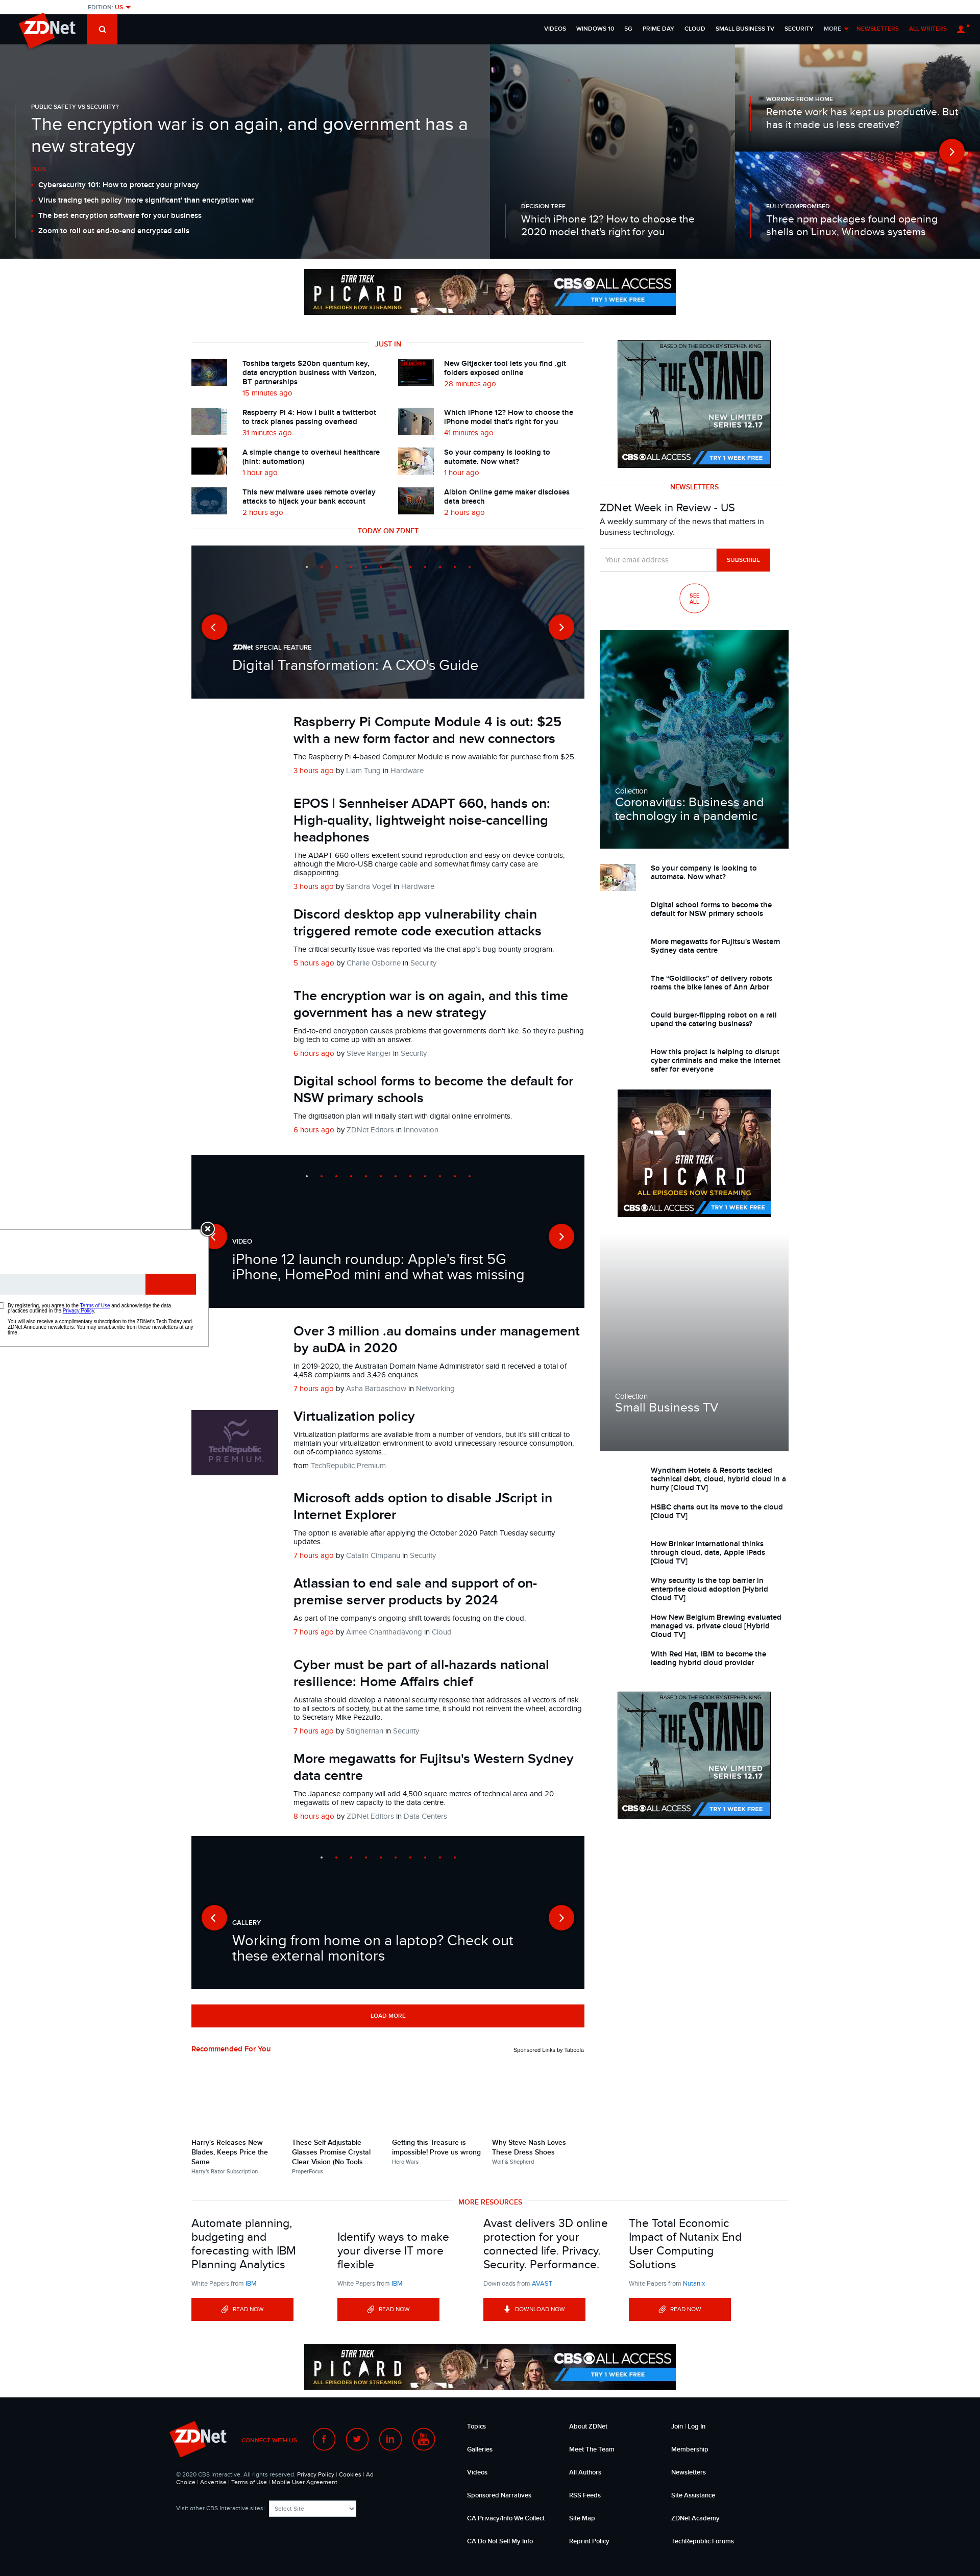 EDITION: US
ZDNet
VIDEOS WINDOWS 10 5G PRIME DAY CLOUD SMALL BUSINESS TV SECURITY MORE NEWSLETTERS ALL WRITERS
PUBLIC SAFETY VS SECURITY?
The encryption war is on again, and government has a
new strategy
Cybersecurity 101: How to protect your privacy
Virus tracing tech policy 'more significant' than encryption war
The best encryption software for your business
Zoom to roll out end-to-end encrypted calls
DECISION TREE
Which iPhone 12? How to choose the
2020 model that's right for you
WORKING FROM HOME
Remote work has kept us productive. But
has it made us less creative?
FULLY COMPROMISED
Three npm packages found opening
shells on Linux, Windows systems
STAR TREK
PICARD
ALL EPISODES NOW STREAMING
CBS ALL ACCESS
TRY 1 WEEK FREE
JUST IN
Toshiba targets $20bn quantum key,
data encryption business with Verizon,
BT partnerships
15 minutes ago
New Gitjacker tool lets you find .git
folders exposed online
28 minutes ago
Raspberry Pi 4: How I built a twitterbot
to track planes passing overhead
31 minutes ago
Which iPhone 12? How to choose the
iPhone model that's right for you
41 minutes ago
A simple change to overhaul healthcare
(hint: automation)
1 hour ago
So your company is looking to
automate. Now what?
1 hour ago
This new malware uses remote overlay
attacks to hijack your bank account
2 hours ago
Albion Online game maker discloses
data breach
2 hours ago
TODAY ON ZDNET
ZDNet SPECIAL FEATURE
Digital Transformation: A CXO's Guide
Raspberry Pi Compute Module 4 is out: $25
with a new form factor and new connectors
The Raspberry Pi 4-based Computer Module is now available for purchase from $25.
3 hours ago by Liam Tung in Hardware
EPOS | Sennheiser ADAPT 660, hands on:
High-quality, lightweight noise-cancelling
headphones
The ADAPT 660 offers excellent sound reproduction and easy on-device controls,
although the Micro-USB charge cable and somewhat flimsy carry case are
disappointing.
3 hours ago by Sandra Vogel in Hardware
Discord desktop app vulnerability chain
triggered remote code execution attacks
The critical security issue was reported via the chat app's bug bounty program.
5 hours ago by Charlie Osborne in Security
The encryption war is on again, and this time
government has a new strategy
End-to-end encryption causes problems that governments don't like. So they're pushing
big tech to come up with an answer.
6 hours ago by Steve Ranger in Security
Digital school forms to become the default for
NSW primary schools
The digitisation plan will initially start with digital online enrolments.
6 hours ago by ZDNet Editors in Innovation
VIDEO
iPhone 12 launch roundup: Apple's first 5G
iPhone, HomePod mini and what was missing
By registering, you agree to the Terms of Use and acknowledge the data
practices outlined in the Privacy Policy.
You will also receive a complimentary subscription to the ZDNet's Tech Today and
ZDNet Announce newsletters. You may unsubscribe from these newsletters at any
time.
Over 3 million .au domains under management
by auDA in 2020
In 2019-2020, the Australian Domain Name Administrator said it received a total of
4,458 complaints and 3,426 enquiries.
7 hours ago by Asha Barbaschow in Networking
TechRepublic
PREMIUM.
Virtualization policy
Virtualization platforms are available from a number of vendors, but it's still critical to
maintain your virtualization environment to avoid unnecessary resource consumption,
out of-compliance systems...
from TechRepublic Premium
Microsoft adds option to disable JScript in
Internet Explorer
The option is available after applying the October 2020 Patch Tuesday security
updates.
7 hours ago by Catalin Cimpanu in Security
Atlassian to end sale and support of on-
premise server products by 2024
As part of the company's ongoing shift towards focusing on the cloud.
7 hours ago by Aimee Chanthadavong in Cloud
Cyber must be part of all-hazards national
resilience: Home Affairs chief
Australia should develop a national security response that addresses all vectors of risk
to all sectors of society, but at the same time, it should not reinvent the wheel, according
to Secretary Mike Pezzullo.
7 hours ago by Stilgherrian in Security
More megawatts for Fujitsu's Western Sydney
data centre
The Japanese company will add 4,500 square metres of technical area and 20
megawatts of new capacity to the data centre.
8 hours ago by ZDNet Editors in Data Centers
GALLERY
Working from home on a laptop? Check out
these external monitors
LOAD MORE
BASED ON THE BOOK BY STEPHEN KING
THE STAND
NEW LIMITED
SERIES 12.17
CBS ALL ACCESS TRY 1 WEEK FREE
NEWSLETTERS
ZDNet Week in Review - US
A weekly summary of the news that matters in
business technology.
Your email address
SUBSCRIBE
SEE
ALL
Collection
Coronavirus: Business and
technology in a pandemic
So your company is looking to
automate. Now what?
Digital school forms to become the
default for NSW primary schools
More megawatts for Fujitsu's Western
Sydney data centre
The “Goldilocks” of delivery robots
roams the bike lanes of Ann Arbor
Could burger-flipping robot on a rail
upend the catering business?
How this project is helping to disrupt
cyber criminals and make the internet
safer for everyone
STAR TREK
PICARD
ALL EPISODES NOW STREAMING
CBS ALL ACCESS TRY 1 WEEK FREE
Collection
Small Business TV
Wyndham Hotels & Resorts tackled
technical debt, cloud, hybrid cloud in a
hurry [Cloud TV]
HSBC charts out its move to the cloud
[Cloud TV]
How Brinker International thinks
through cloud, data, Apple iPads
[Cloud TV]
Why security is the top barrier in
enterprise cloud adoption [Hybrid
Cloud TV]
How New Belgium Brewing evaluated
managed vs. private cloud [Hybrid
Cloud TV]
With Red Hat, IBM to become the
leading hybrid cloud provider
BASED ON THE BOOK BY STEPHEN KING
THE STAND
NEW LIMITED
SERIES 12.17
CBS ALL ACCESS TRY 1 WEEK FREE
Recommended For You
Sponsored Links by Taboola
Harry's Releases New
Blades, Keeps Price the
Same
Harry's Razor Subscription
These Self Adjustable
Glasses Promise Crystal
Clear Vision (No Tools...
ProperFocus
Getting this Treasure is
impossible! Prove us wrong
Hero Wars
Why Steve Nash Loves
These Dress Shoes
Wolf & Shepherd
MORE RESOURCES
Automate planning,
budgeting and
forecasting with IBM
Planning Analytics
White Papers from IBM
READ NOW
Identify ways to make
your diverse IT more
flexible
White Papers from IBM
READ NOW
Avast delivers 3D online
protection for your
connected life. Privacy.
Security. Performance.
Downloads from AVAST
DOWNLOAD NOW
The Total Economic
Impact of Nutanix End
User Computing
Solutions
White Papers from Nutanix
READ NOW
STAR TREK
PICARD
ALL EPISODES NOW STREAMING
CBS ALL ACCESS
TRY 1 WEEK FREE
ZDNet
CONNECT WITH US
© 2020 CBS Interactive. All rights reserved. Privacy Policy | Cookies | Ad
Choice | Advertise | Terms of Use | Mobile User Agreement
Visit other CBS Interactive sites: Select Site
Topics
Galleries
Videos
Sponsored Narratives
CA Privacy/Info We Collect
CA Do Not Sell My Info
About ZDNet
Meet The Team
All Authors
RSS Feeds
Site Map
Reprint Policy
Join | Log In
Membership
Newsletters
Site Assistance
ZDNet Academy
TechRepublic Forums